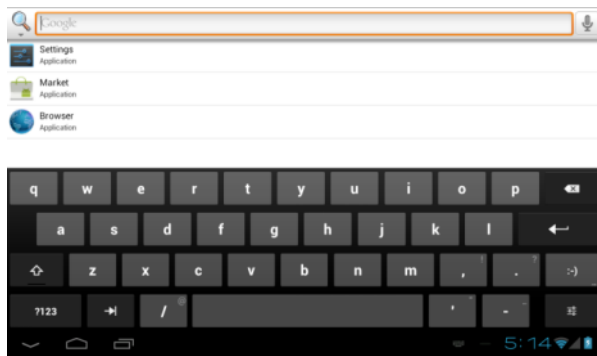 Google
Settings
Application
Market
Application
Browser
Application
q w e r t y u i o p
a s d f g h j k l
z x c v b n m , ! . ? :-)
?123 / @ ' " - _
5:14